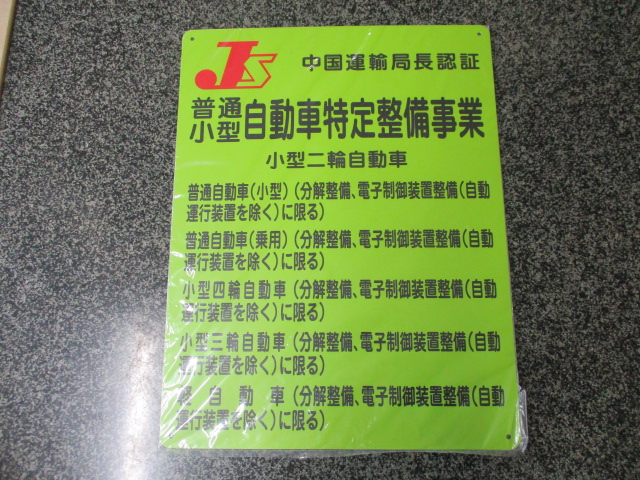 JS 中国運輸局長認証
普通
小型 自動車特定整備事業
小型二輪自動車
普通自動車(小型)(分解整備、電子制御装置整備(自動
運行装置を除く)に限る)
普通自動車(乗用)(分解整備、電子制御装置整備(自動
運行装置を除く)に限る)
小型四輪自動車(分解整備、電子制御装置整備(自動
運行装置を除く)に限る)
小型三輪自動車(分解整備、電子制御装置整備(自動
運行装置を除く)に限る)
軽自動車(分解整備、電子制御装置整備(自動
運行装置を除く)に限る)